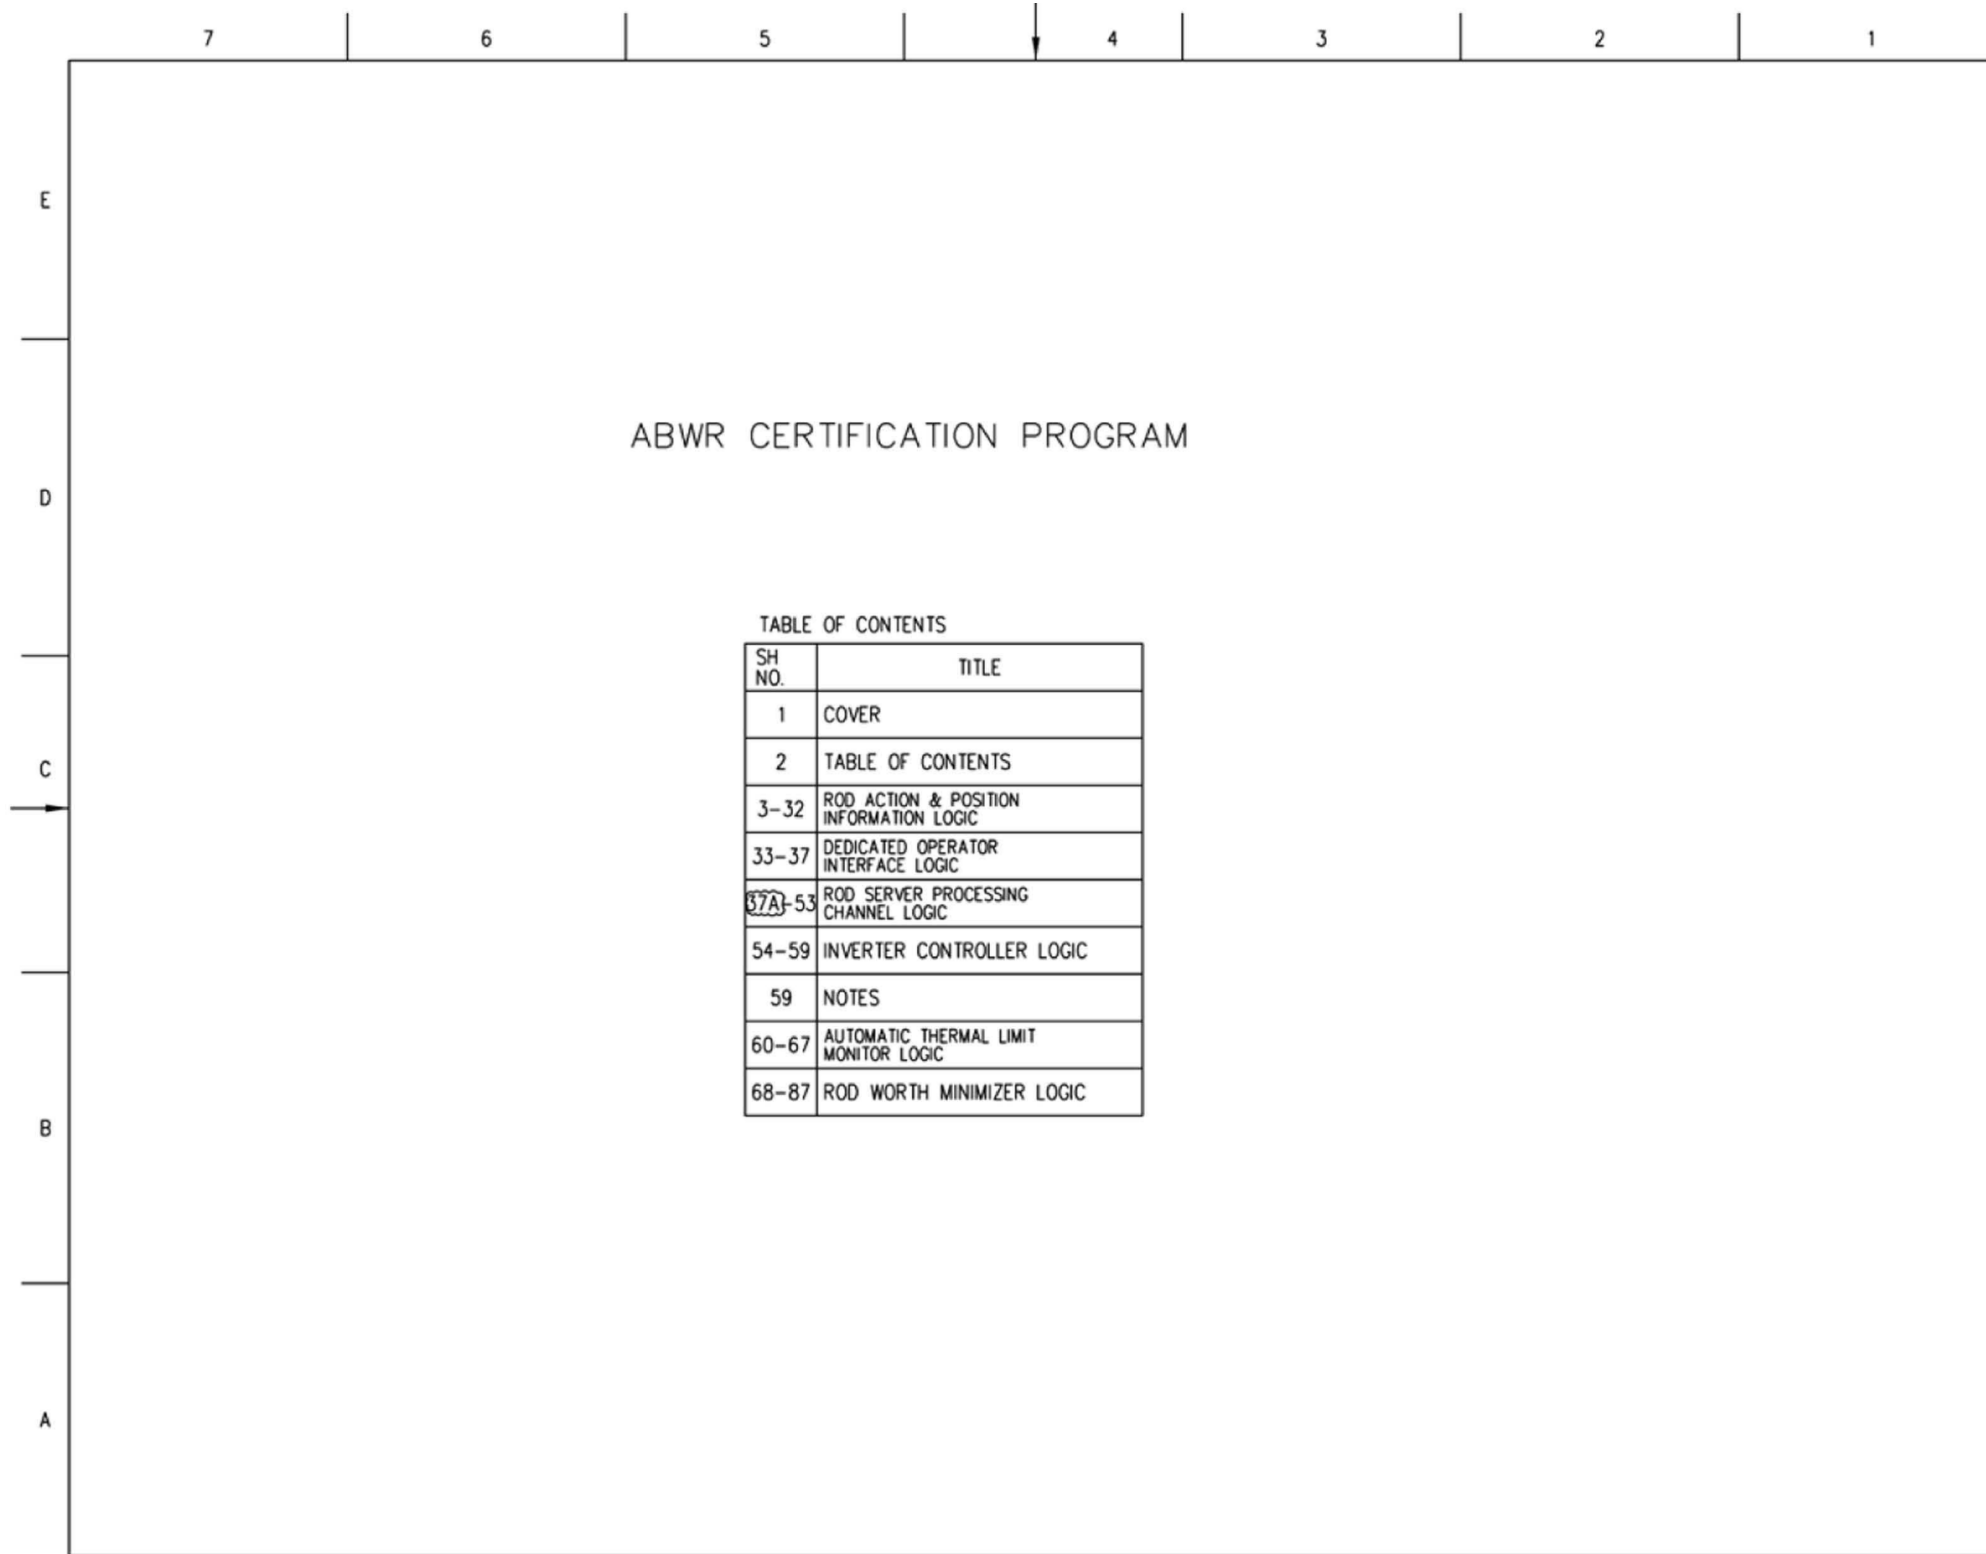 7 6 5 4 3 2 1
E
ABWR CERTIFICATION PROGRAM
D
TABLE OF CONTENTS
SH
NO.
TITLE
1 COVER
2 TABLE OF CONTENTS
C
3-32 ROD ACTION & POSITION
INFORMATION LOGIC
33-37 DEDICATED OPERATOR
INTERFACE LOGIC
37A-53 ROD SERVER PROCESSING
CHANNEL LOGIC
54-59 INVERTER CONTROLLER LOGIC
59 NOTES
60-67 AUTOMATIC THERMAL LIMIT
MONITOR LOGIC
68-87 ROD WORTH MINIMIZER LOGIC
B
A